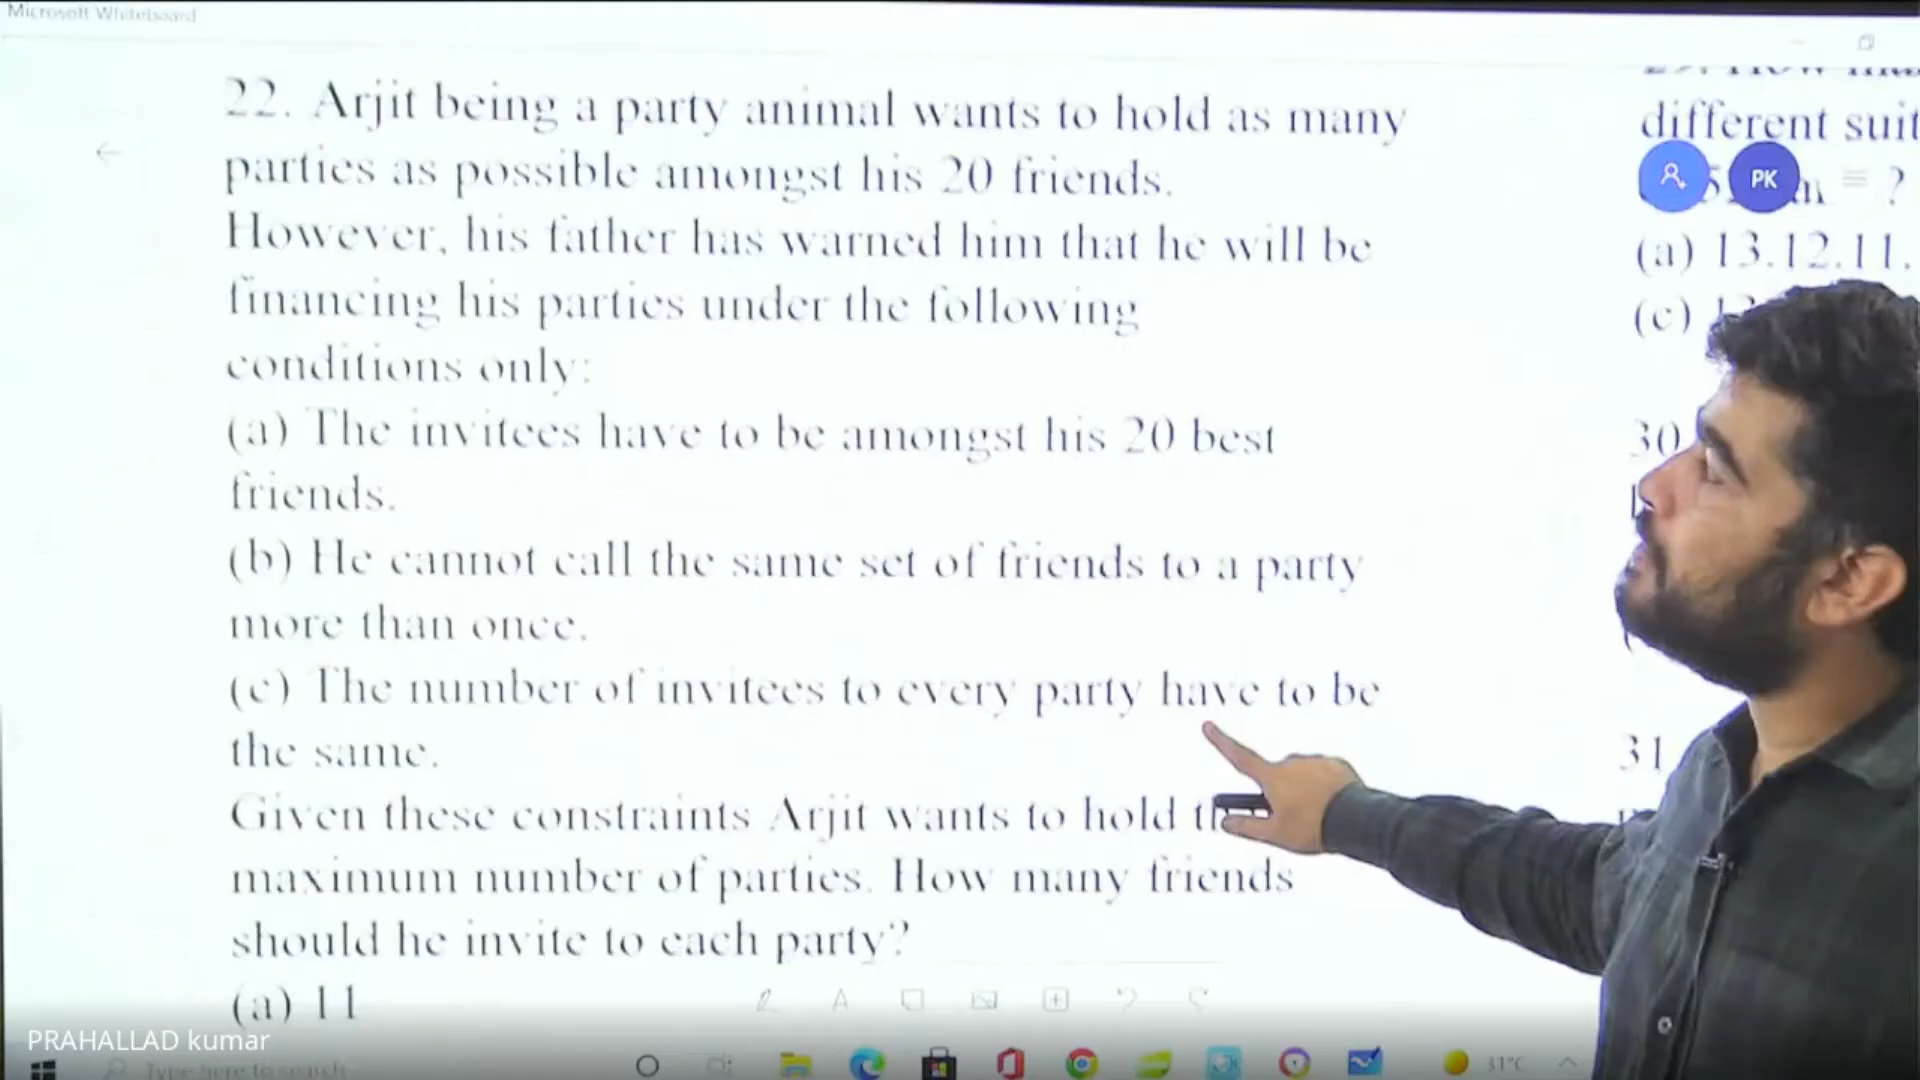 Microsoft Whiteboard
22. Arjit being a party animal wants to hold as many
parties as possible amongst his 20 friends.
However, his father has warned him that he will be
financing his parties under the following
conditions only:
(a) The invitees have to be amongst his 20 best
friends.
(b) He cannot call the same set of friends to a party
more than once.
(c) The number of invitees to every party have to be
the same.
Given these constraints Arjit wants to hold
maximum number of parties. How many friends
should he invite to each party?
(a) 11
different suit
PK
?
(a) 13.12.11.
(c)
30
31
PRAHALLAD kumar
Type here to search
31°C